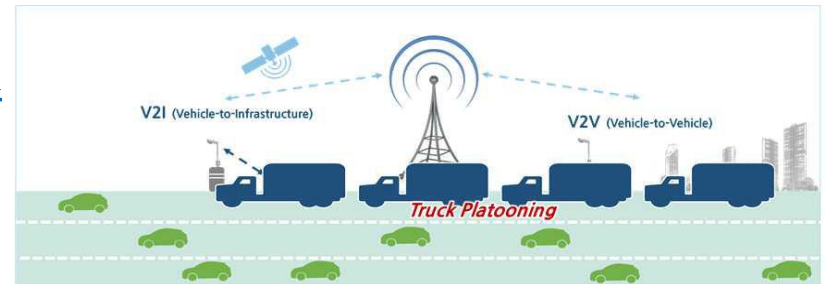 V2I (Vehicle-to-Infrastructure)
V2V (Vehicle-to-Vehicle)
Truck Platooning